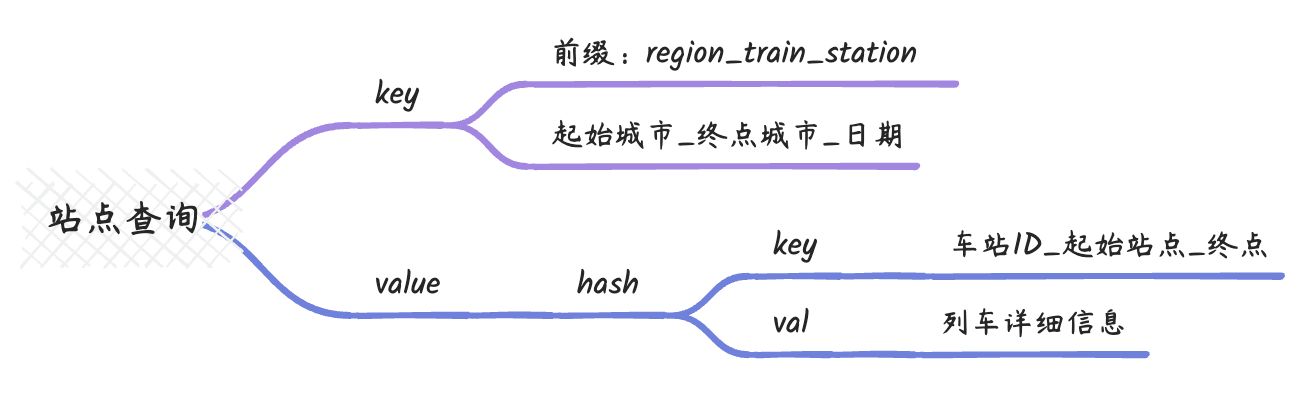 站点查询
key
前缀：region_train_station
起始城市_终点城市_日期
value
hash
key
车站ID_起始站点_终点
val
列车详细信息